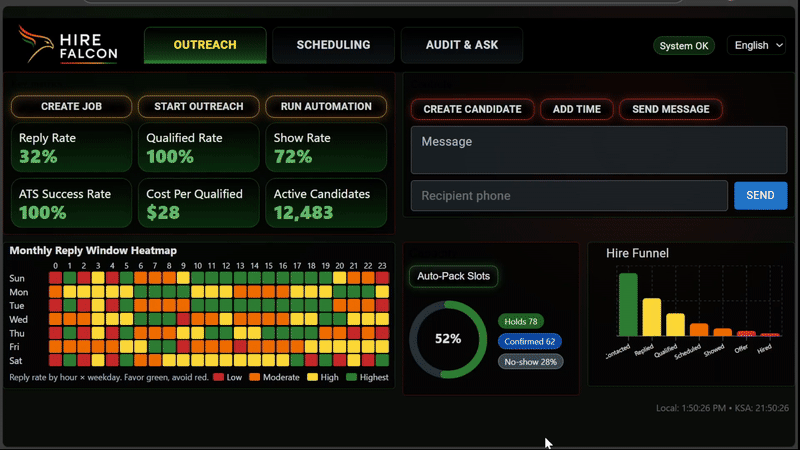 HIRE
FALCON
OUTREACH
SCHEDULING
AUDIT & ASK
System OK
English
CREATE JOB
START OUTREACH
RUN AUTOMATION
Reply Rate
32%
Qualified Rate
100%
Show Rate
72%
ATS Success Rate
100%
Cost Per Qualified
$28
Active Candidates
12,483
CREATE CANDIDATE
ADD TIME
SEND MESSAGE
Message
Recipient phone
SEND
Monthly Reply Window Heatmap
0 1 2 3 4 5 6 7 8 9 10 11 12 13 14 15 16 17 18 19 20 21 22 23
Sun
Mon
Tue
Wed
Thu
Fri
Sat
Reply rate by hour × weekday. Favor green, avoid red.
Low
Moderate
High
Highest
Auto-Pack Slots
52%
Holds 78
Confirmed 62
No-show 28%
Hire Funnel
Contacted
Replied
Qualified
Scheduled
Showed
Offer
Hired
Local: 1:50:26 PM • KSA: 21:50:26